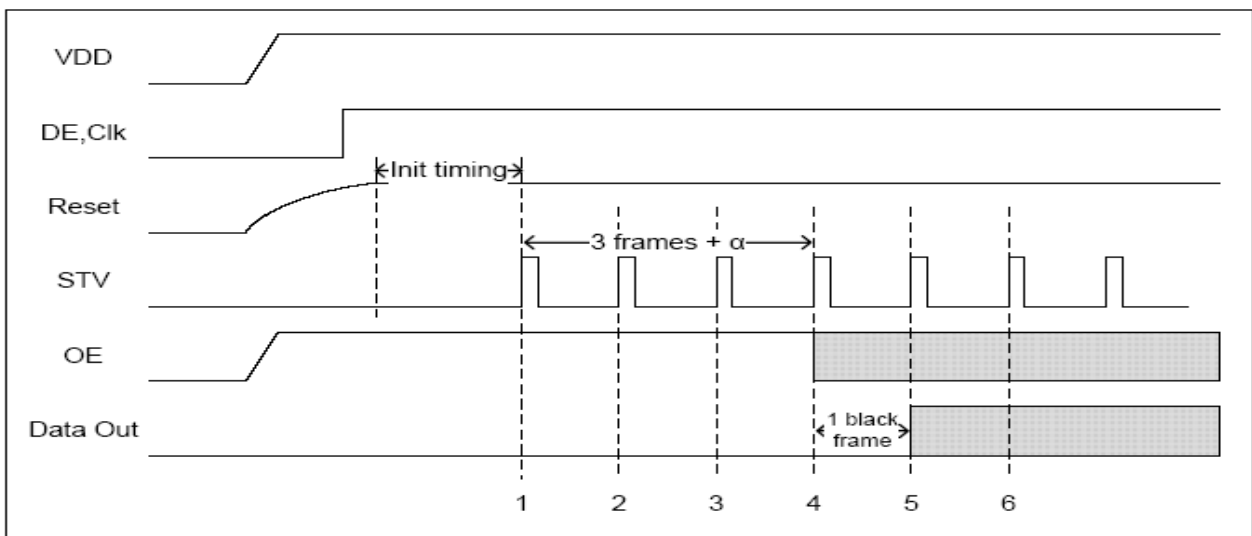 VDD
DE,Clk
Init timing
Reset
3 frames + α
STV
OE
1 black
frame
Data Out
1 2 3 4 5 6